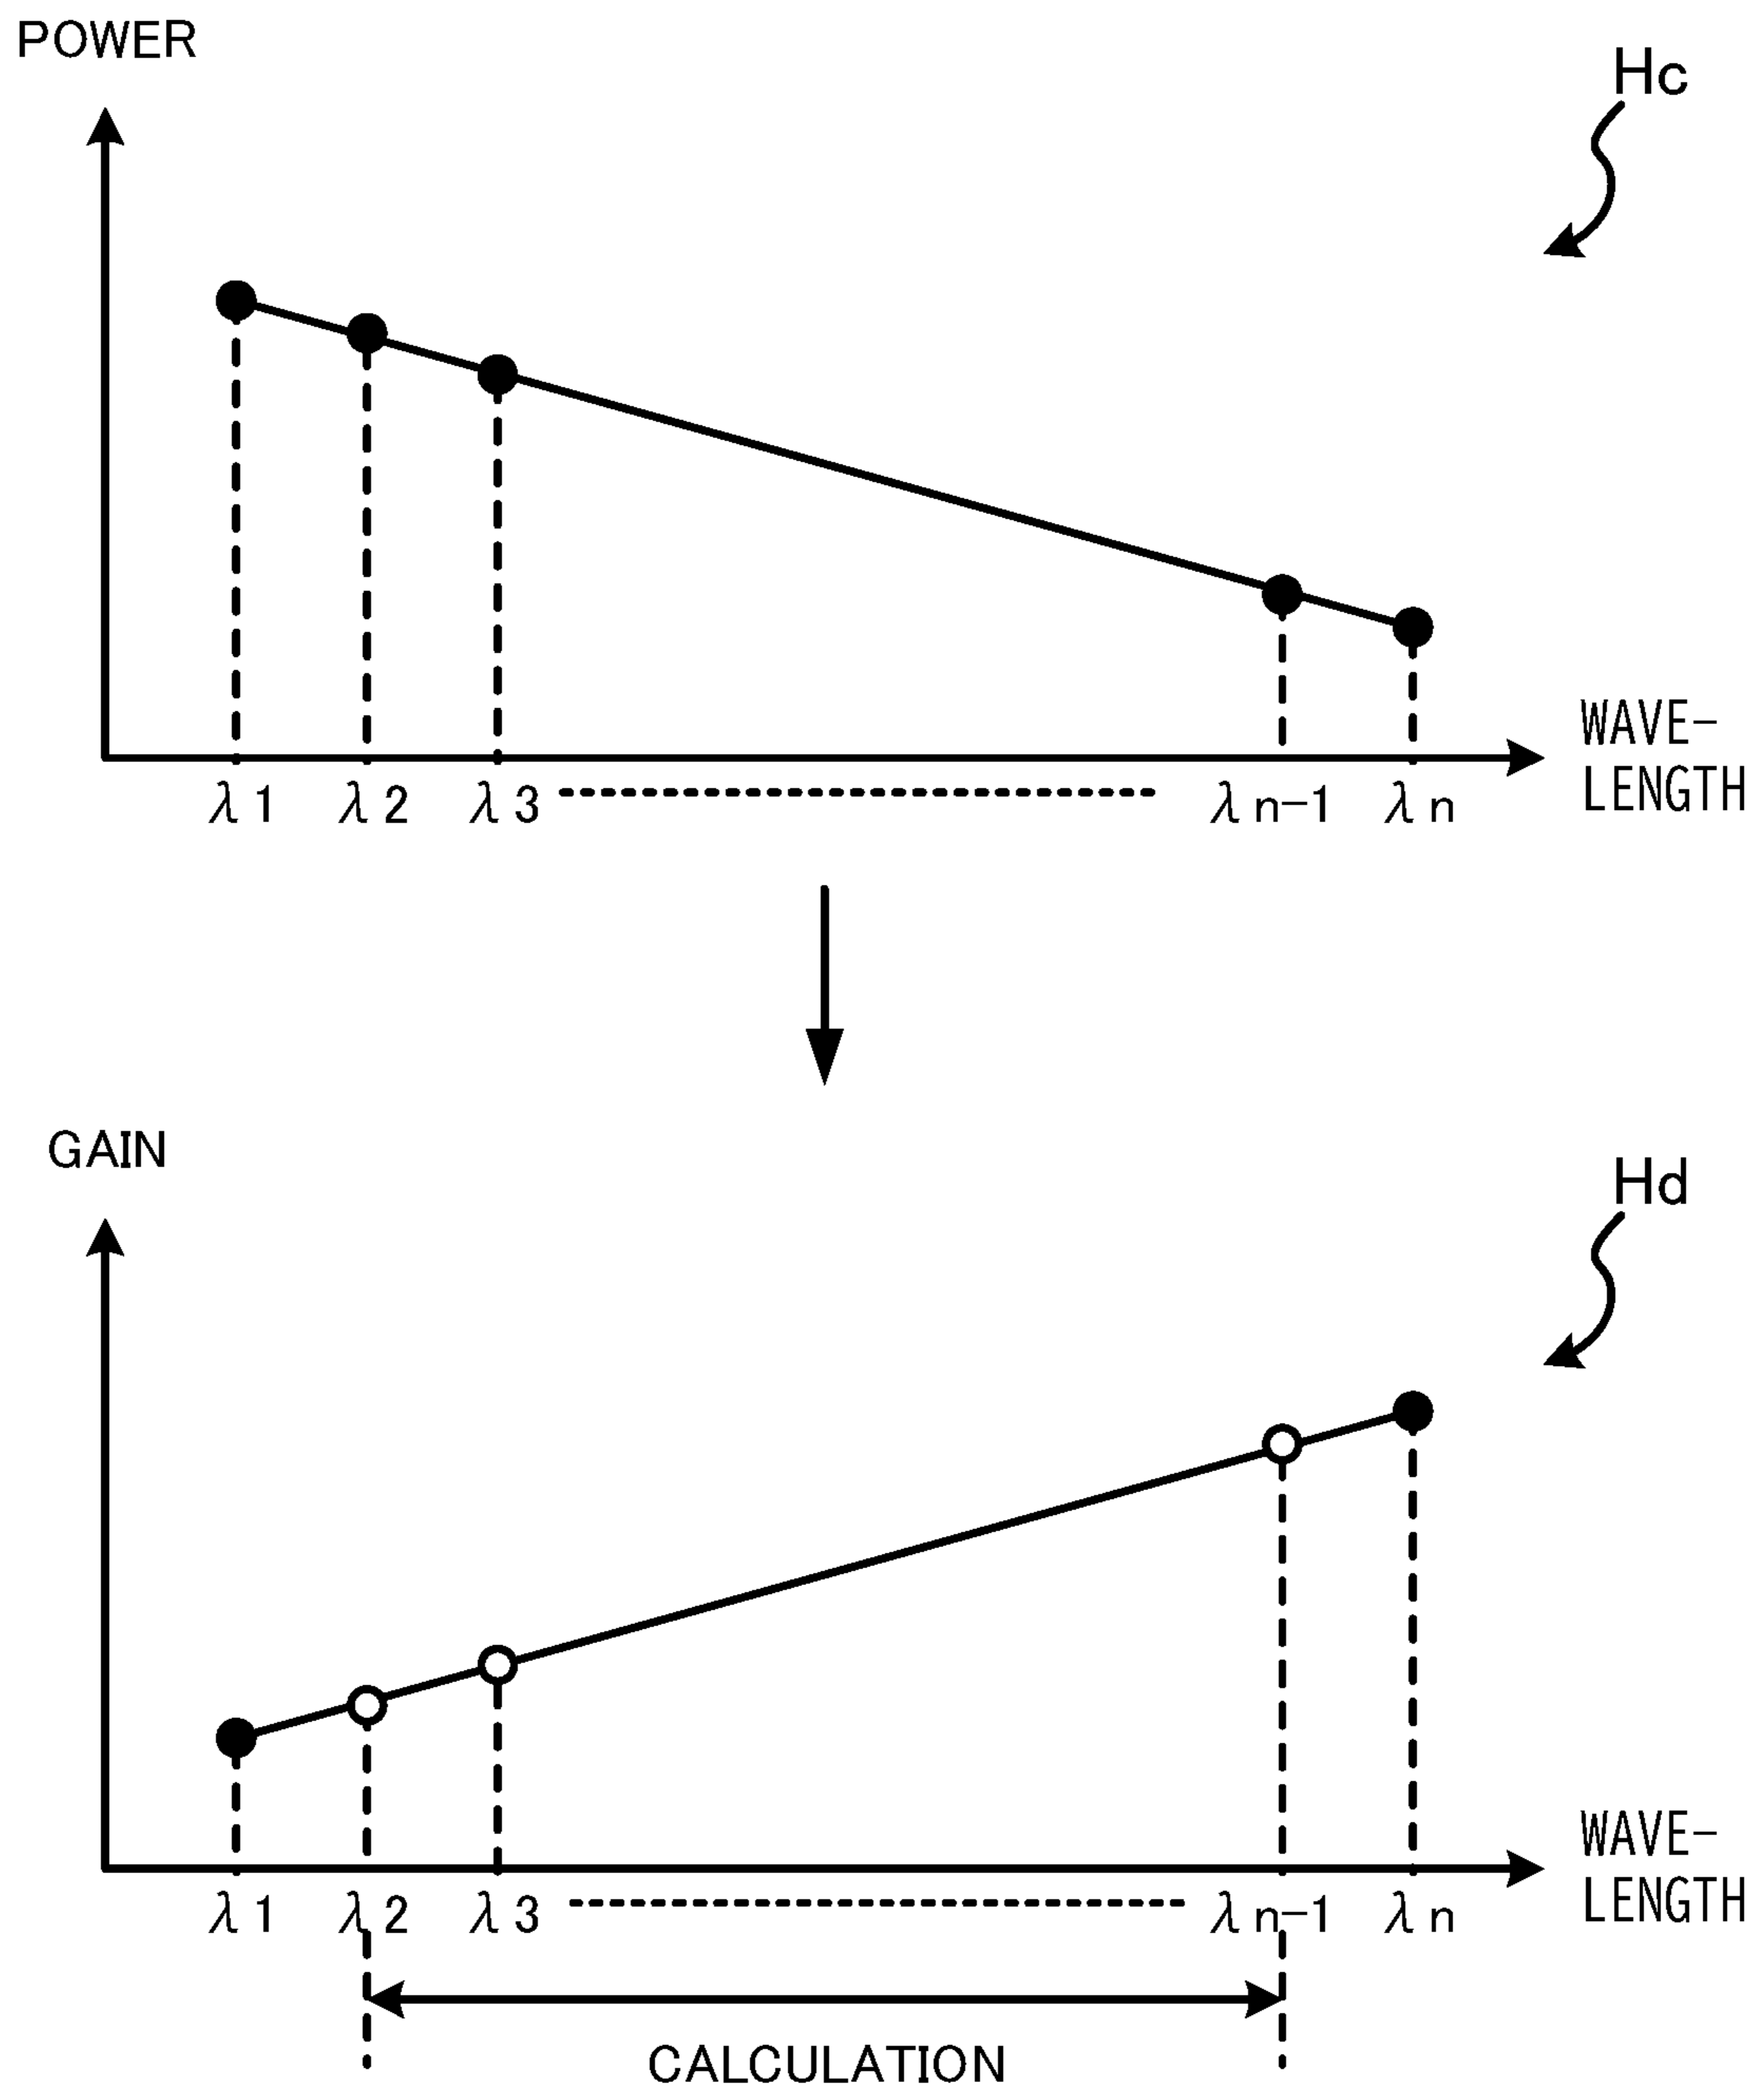 POWER
Hc
WAVE-
LENGTH
λ1 λ2 λ3 λn-1 λn
GAIN
Hd
WAVE-
LENGTH
λ1 λ2 λ3 λn-1 λn
CALCULATION